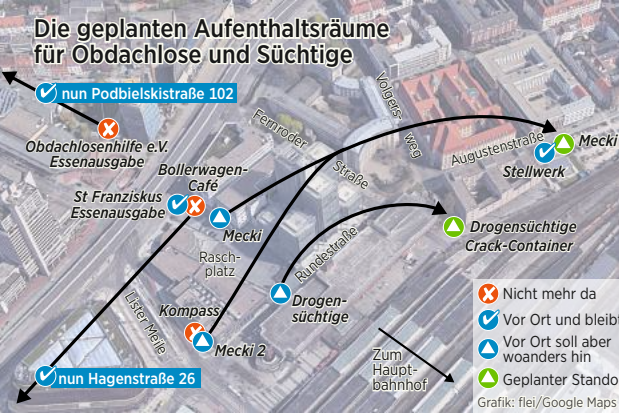 Die geplanten Aufenthaltsräume
für Obdachlose und Süchtige
nun Podbielskistraße 102
Obdachlosenhilfe e.V.
Essenausgabe
Bollerwagen-
Café
St Franziskus
Essenausgabe
Mecki
Rasch-
platz
Fernroder
Straße
Volgers-
weg
Augustenstraße
Mecki
Stellwerk
Drogensüchtige
Crack-Container
Rundestraße
Drogen-
süchtige
Lister Meile
Kompass
Mecki 2
nun Hagenstraße 26
Zum
Haupt-
bahnhof
Nicht mehr da
Vor Ort und bleibt
Vor Ort soll aber
woanders hin
Geplanter Stando
Grafik: flei/Google Maps